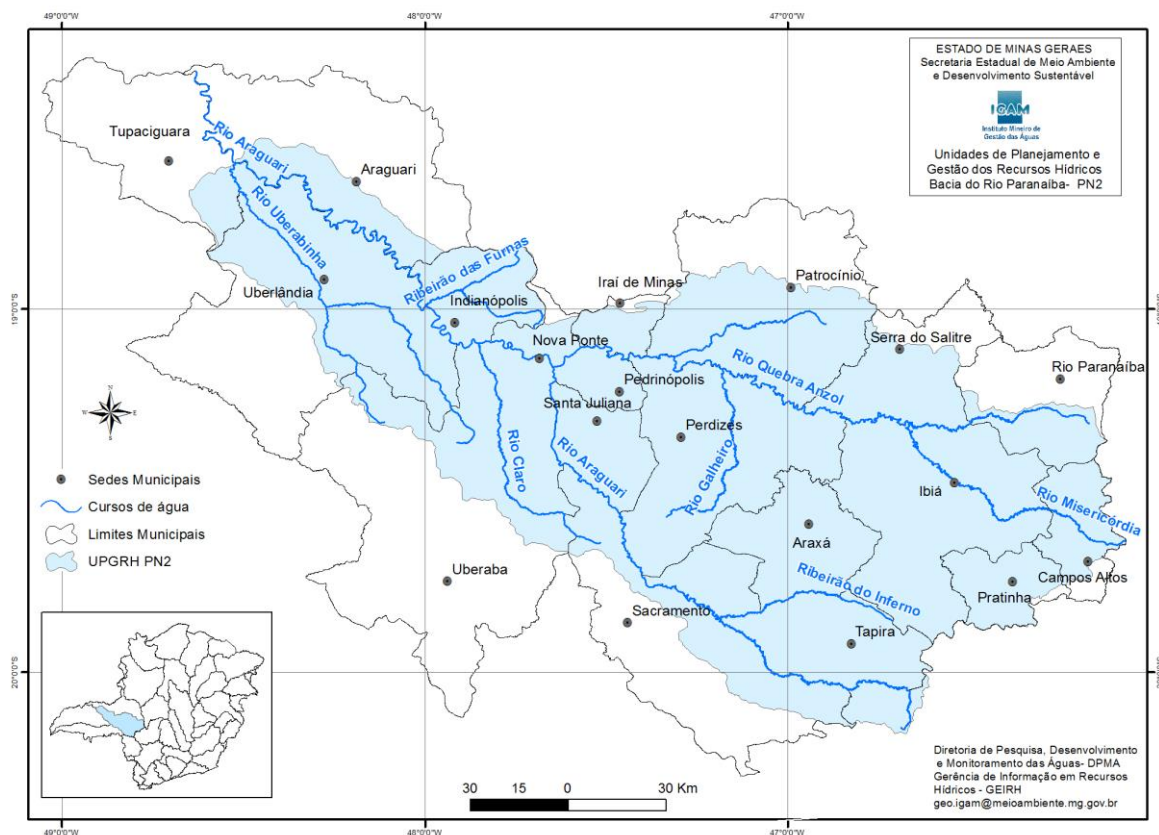 49°0'0"O
48°0'0"O
47°0'0"O
ESTADO DE MINAS GERAES
Secretaria Estadual de Meio Ambiente
e Desenvolvimento Sustentável
IGAM
Instituto Mineiro de
Gestão das Águas
Unidades de Planejamento e
Gestão dos Recursos Hídricos
Bacia do Rio Paranaíba- PN2
Tupaciguara
Rio Araguari
Araguari
Rio Uberabinha
Ribeirão das Furnas
Uberlândia
Indianópolis
Iraí de Minas
Patrocínio
19°0'0"S
Nova Ponte
Serra do Salitre
Rio Paranaíba
Rio Quebra Anzol
Pedrinópolis
Santa Juliana
Perdizes
N
W
E
S
Rio Claro
Rio Araguari
Rio Galheiro
Ibiá
Rio Misericórdia
Araxá
Sedes Municipais
Cursos de água
Limites Municipais
UPGRH PN2
Uberaba
Ribeirão do Inferno
Campos Altos
Pratinha
Sacramento
Tapira
20°0'0"S
30 15 0 30 Km
Diretoria de Pesquisa, Desenvolvimento
e Monitoramento das Águas- DPMA
Gerência de Informação em Recursos
Hídricos - GEIRH
geo.igam@meioambiente.mg.gov.br
49°0'0"O
48°0'0"O
47°0'0"O